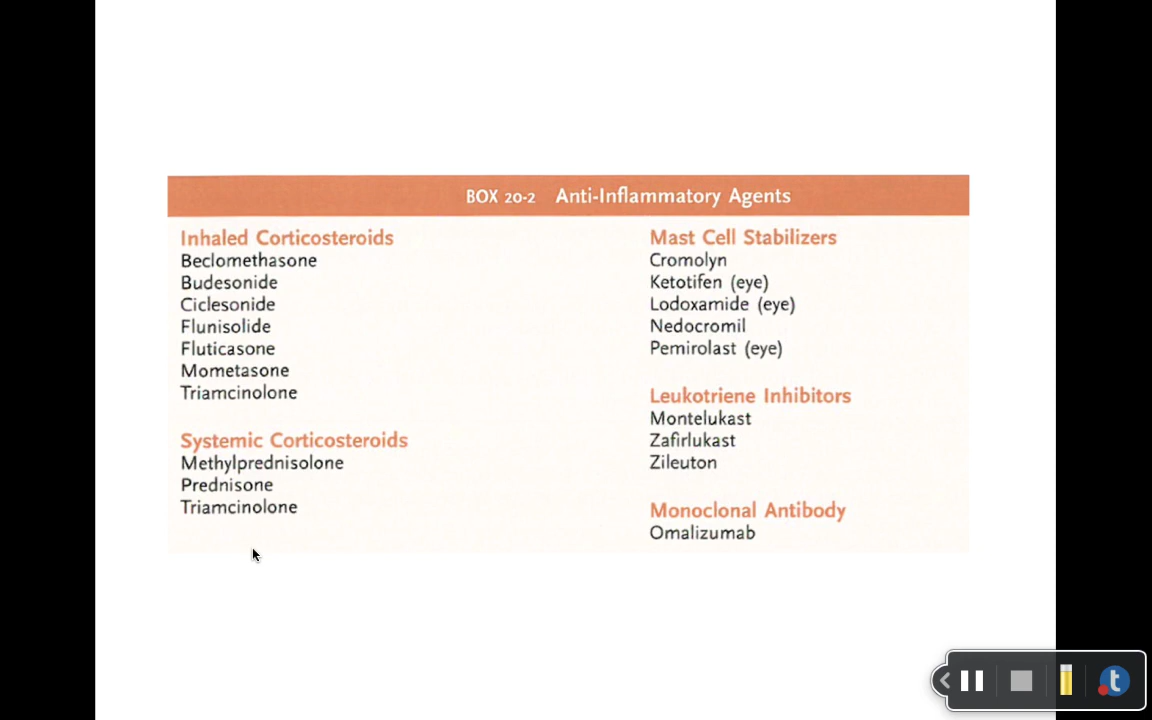 BOX 20-2 Anti-Inflammatory Agents
Inhaled Corticosteroids
Beclomethasone
Budesonide
Ciclesonide
Flunisolide
Fluticasone
Mometasone
Triamcinolone
Systemic Corticosteroids
Methylprednisolone
Prednisone
Triamcinolone
Mast Cell Stabilizers
Cromolyn
Ketotifen (eye)
Lodoxamide (eye)
Nedocromil
Pemirolast (eye)
Leukotriene Inhibitors
Montelukast
Zafirlukast
Zileuton
Monoclonal Antibody
Omalizumab
t